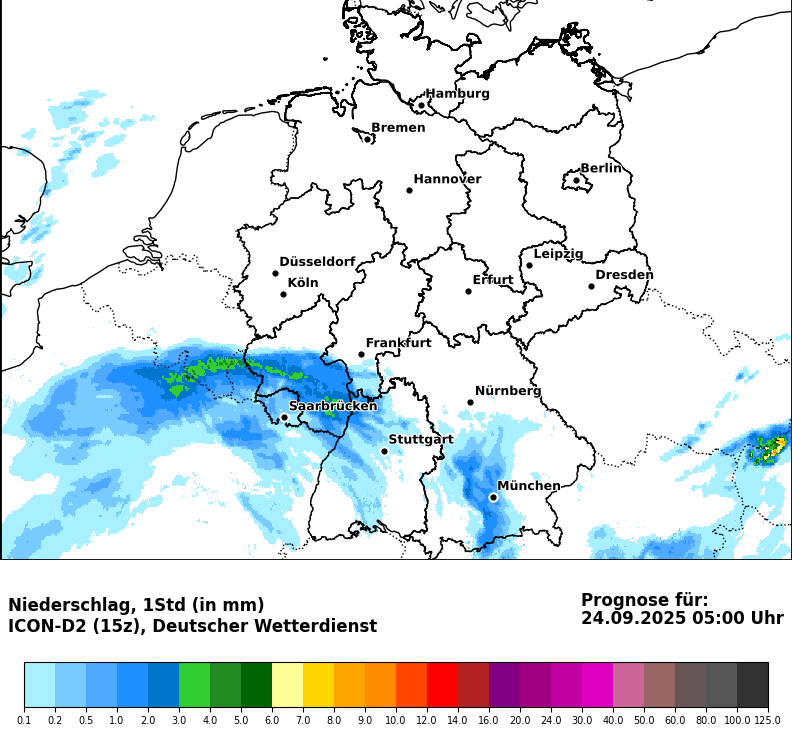 Hamburg
Bremen
Berlin
Hannover
Leipzig
Düsseldorf
Dresden
Köln
Erfurt
Frankfurt
Nürnberg
Saarbrücken
Stuttgart
München
Niederschlag, 1Std (in mm)
ICON-D2 (15z), Deutscher Wetterdienst
Prognose für:
24.09.2025 05:00 Uhr
0.1 0.2 0.5 1.0 2.0 3.0 4.0 5.0 6.0 7.0 8.0 9.0 10.0 12.0 14.0 16.0 20.0 24.0 30.0 40.0 50.0 60.0 80.0 100.0 125.0